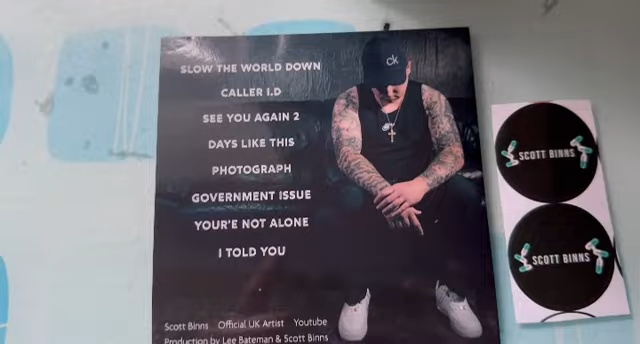 SLOW THE WORLD DOWN
CALLER I.D
SEE YOU AGAIN 2
DAYS LIKE THIS
PHOTOGRAPH
GOVERNMENT ISSUE
YOUR'E NOT ALONE
I TOLD YOU
Scott Binns Official UK Artist Youtube
Production by Lee Bateman & Scott Binns
ck
SCOTT BINNS
SCOTT BINNS